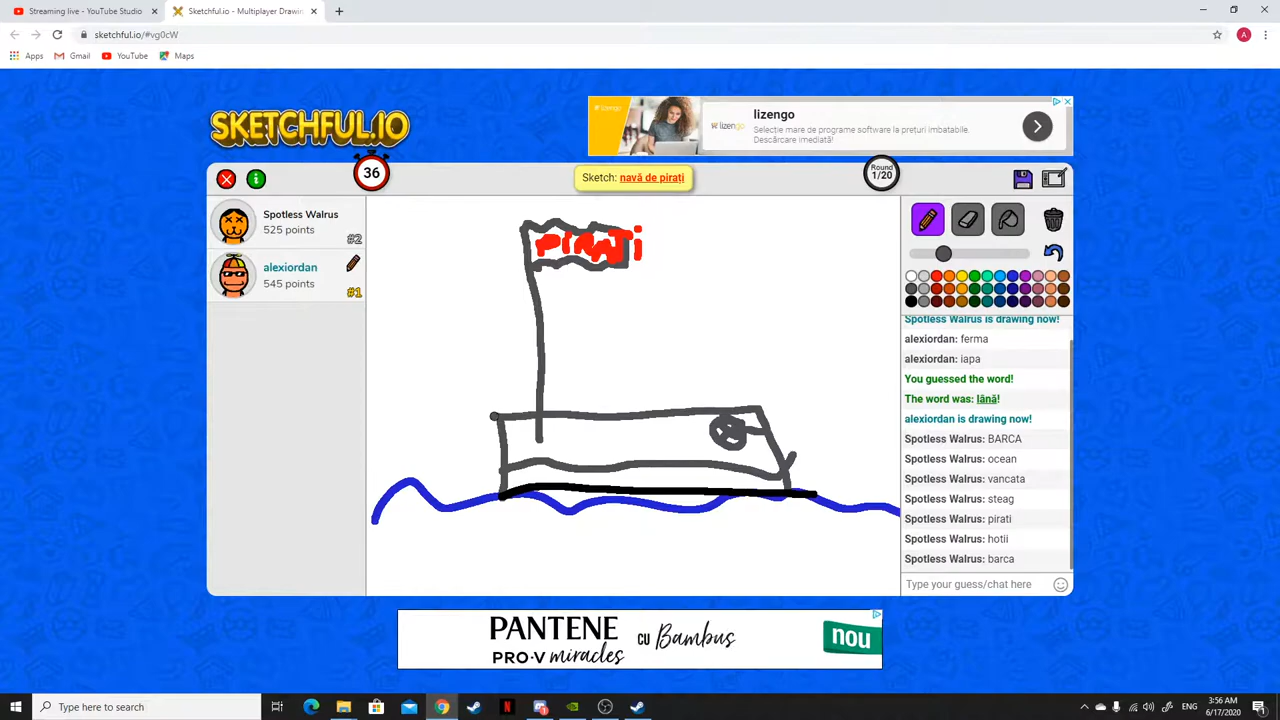 Streaming live - YouTube Studio
Sketchful.io - Multiplayer Drawin
sketchful.io/#vg0cW
A
Apps Gmail YouTube Maps
SKETCHFUL.IO
lizengo
lizengo
Selecție mare de programe software la prețuri imbatabile.
Descărcare imediată!
36
Sketch: navă de pirați
Round
1/20
Spotless Walrus
525 points
#2
alexiordan
545 points
#1
PIRATi
Spotless Walrus is drawing now!
alexiordan: ferma
alexiordan: iapa
You guessed the word!
The word was: lână!
alexiordan is drawing now!
Spotless Walrus: BARCA
Spotless Walrus: ocean
Spotless Walrus: vancata
Spotless Walrus: steag
Spotless Walrus: pirati
Spotless Walrus: hotii
Spotless Walrus: barca
Type your guess/chat here
PANTENE
PRO-V miracles
cu Bambus
nou
Type here to search
3:56 AM
6/17/2020